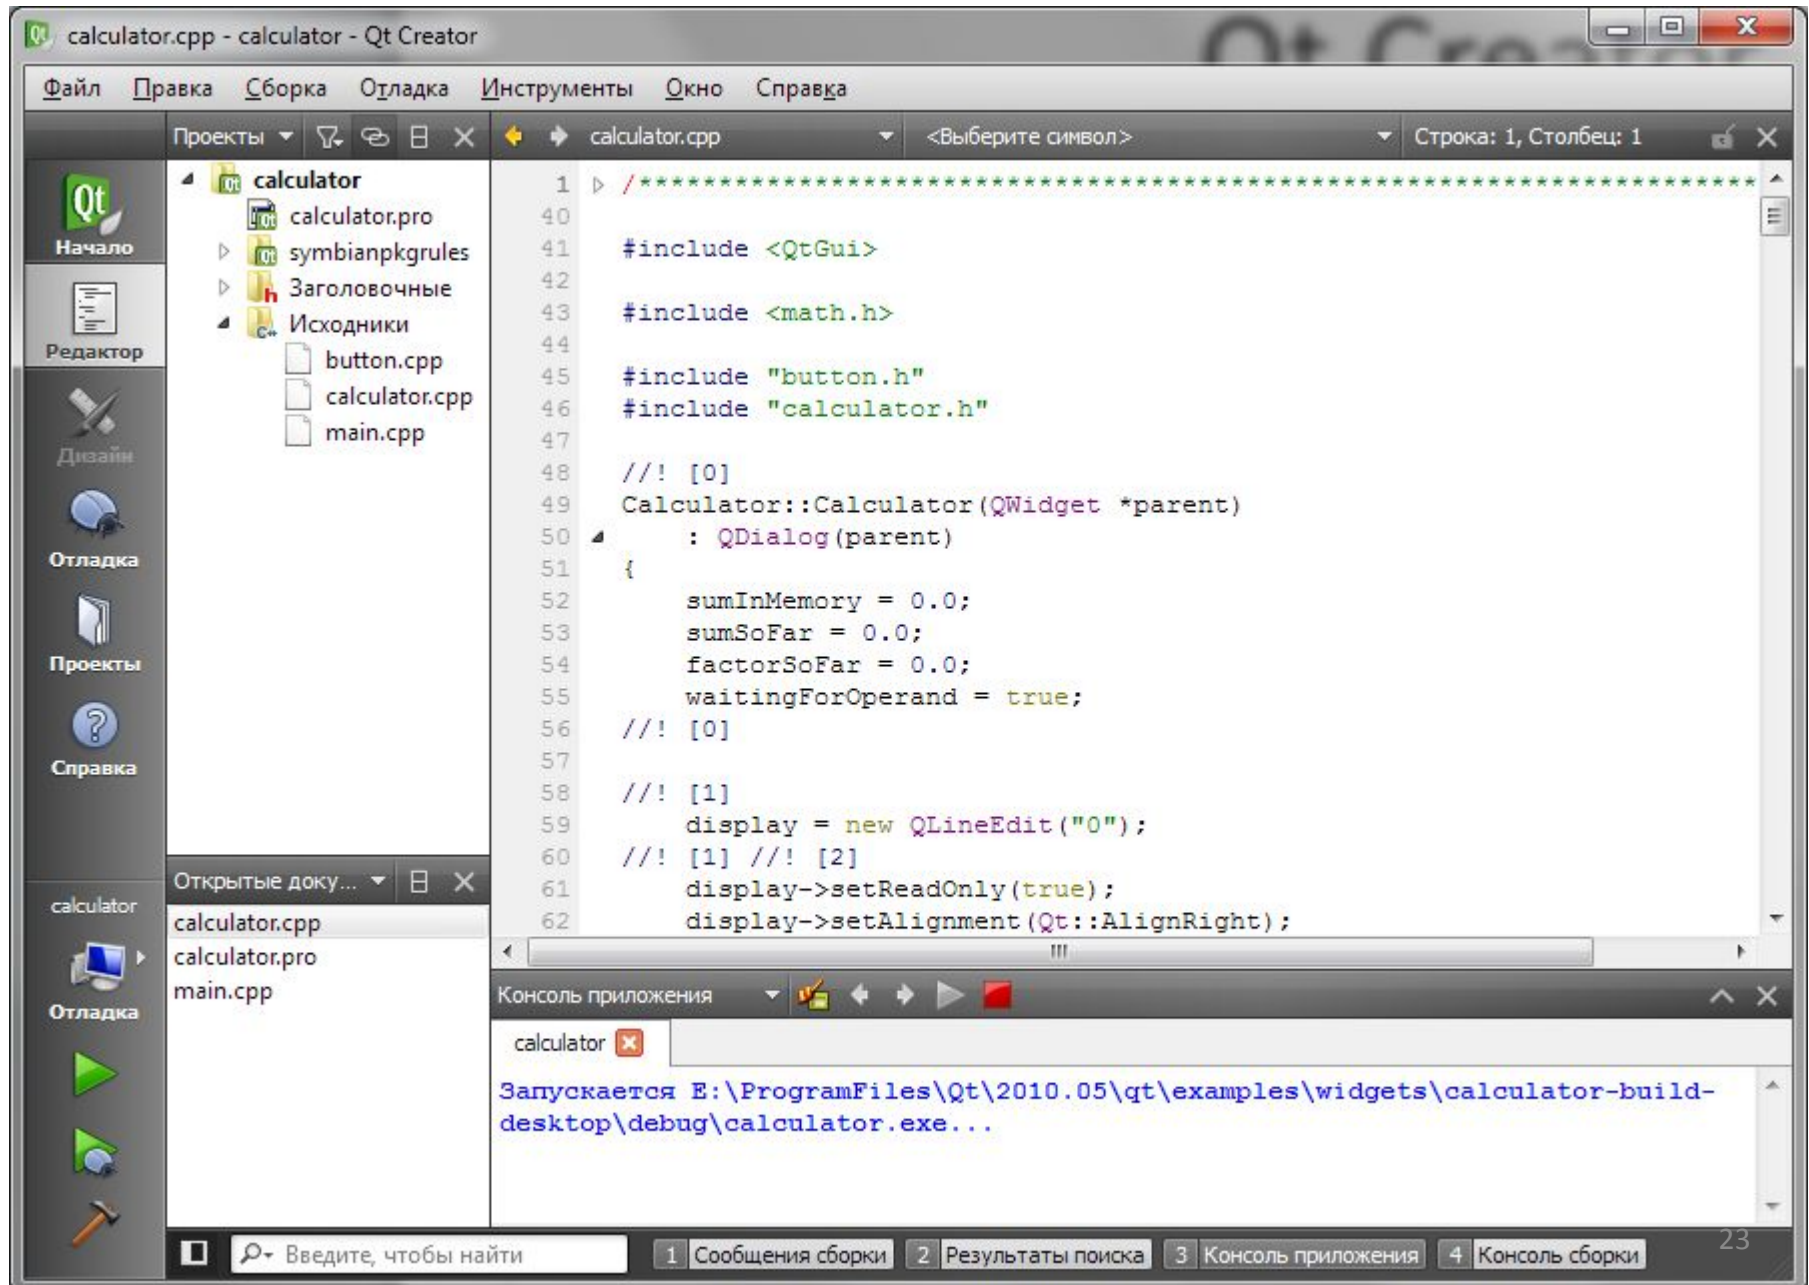 calculator.cpp - calculator - Qt Creator
Qt Creator
Файл Правка Сборка Отладка Инструменты Окно Справка
Проекты
calculator.cpp <Выберите символ> Строка: 1, Столбец: 1
Начало
Редактор
Дизайн
Отладка
Проекты
Справка
calculator
Отладка
calculator
calculator.pro
symbianpkgrules
Заголовочные
Исходники
button.cpp
calculator.cpp
main.cpp
Открытые доку...
calculator.cpp
calculator.pro
main.cpp
1 /**********************************************************************
40
41 #include <QtGui>
42
43 #include <math.h>
44
45 #include "button.h"
46 #include "calculator.h"
47
48 //! [0]
49 Calculator::Calculator(QWidget *parent)
50 : QDialog(parent)
51 {
52 sumInMemory = 0.0;
53 sumSoFar = 0.0;
54 factorSoFar = 0.0;
55 waitingForOperand = true;
56 //! [0]
57
58 //! [1]
59 display = new QLineEdit("0");
60 //! [1] //! [2]
61 display->setReadOnly(true);
62 display->setAlignment(Qt::AlignRight);
Консоль приложения
calculator
Запускается E:\ProgramFiles\Qt\2010.05\qt\examples\widgets\calculator-build-
desktop\debug\calculator.exe...
Введите, чтобы найти 1 Сообщения сборки 2 Результаты поиска 3 Консоль приложения 4 Консоль сборки
23